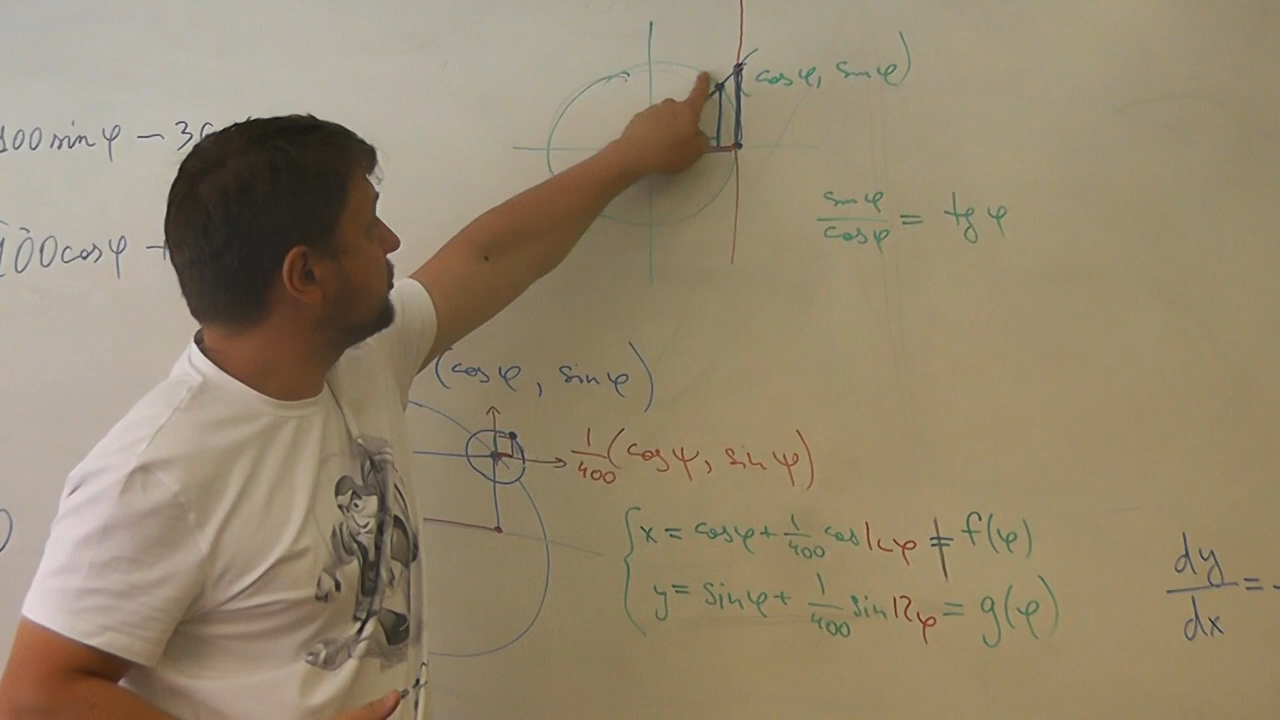 100 sin φ – 3
100 cos φ +
cos φ, sin φ)
sin φ / cos φ = tg φ
(cos φ, sin φ)
1/400 (cos φ, sin φ)
{ x = cos φ + 1/400 cos 12φ = f(φ)
y = sin φ + 1/400 sin 12φ = g(φ)
dy/dx = -